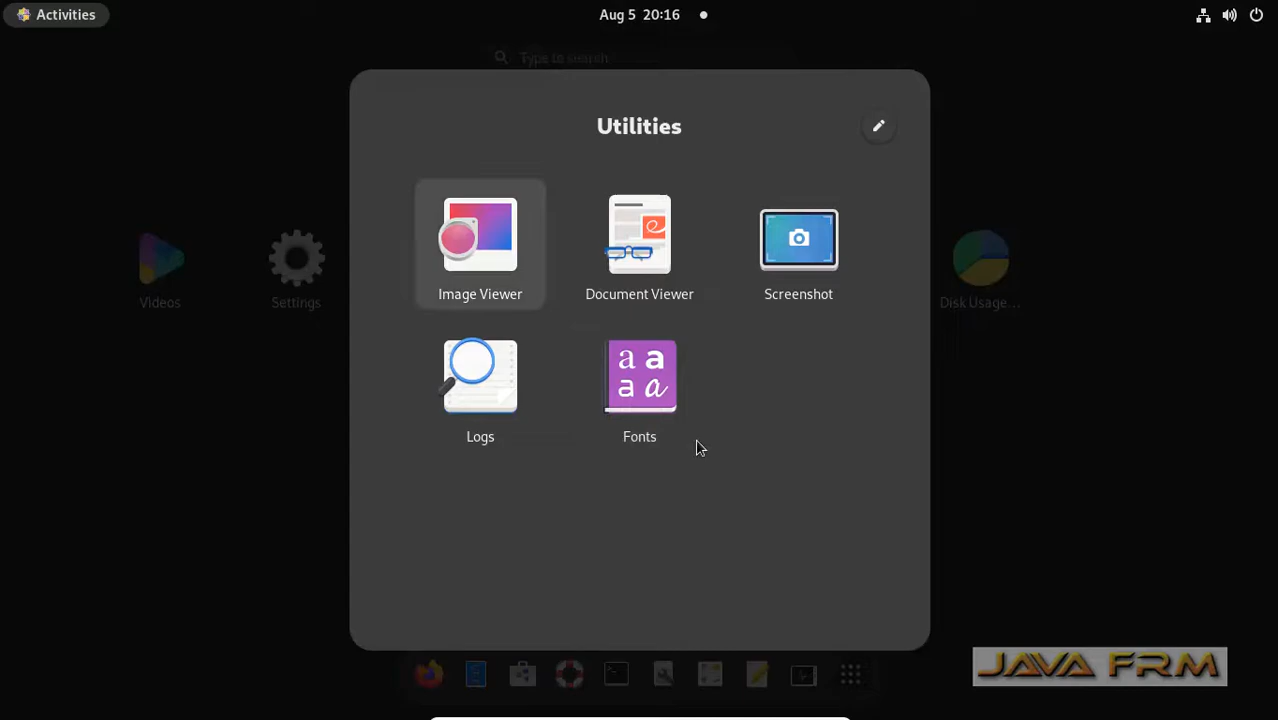 Activities
Aug 5 20:16
Type to search
Utilities
Image Viewer
Document Viewer
Screenshot
Videos
Settings
Disk Usage...
a a
a a
Logs
Fonts
JAVA FRM